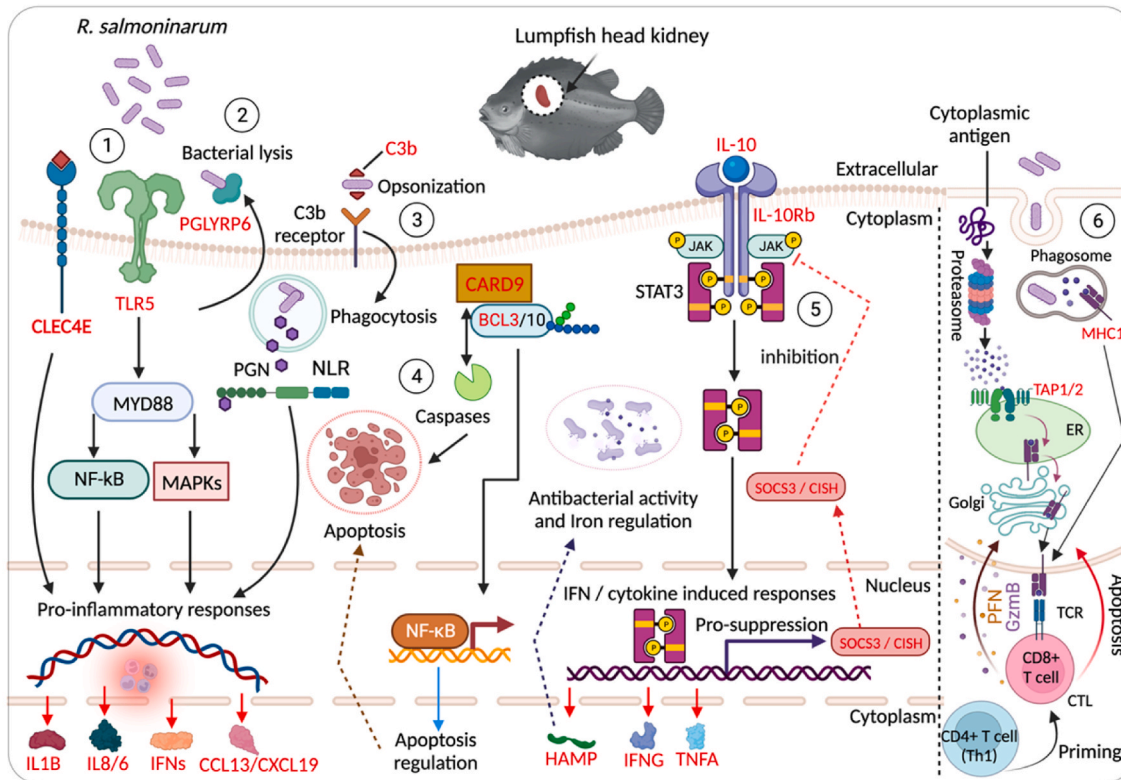 R. salmoninarum
Lumpfish head kidney
1
2
Bacterial lysis
PGLYRP6
C3b
Opsonization
C3b
receptor
3
TLR5
CLEC4E
Phagocytosis
PGN
NLR
MYD88
NF-kB
MAPKs
CARD9
BCL3/10
4
Caspases
Apoptosis
Pro-inflammatory responses
IL1B
IL8/6
IFNs
CCL13/CXCL19
NF-κB
Apoptosis
regulation
IL-10
IL-10Rb
Extracellular
Cytoplasm
P
JAK
JAK
P
P
P
STAT3
P
P
5
inhibition
P
P
SOCS3 / CISH
Antibacterial activity
and Iron regulation
Nucleus
IFN / cytokine induced responses
Pro-suppression
P
P
SOCS3 / CISH
HAMP
IFNG
TNFA
Cytoplasm
Cytoplasmic
antigen
6
Proteasome
Phagosome
MHC1
TAP1/2
ER
Golgi
PFN
GzmB
TCR
Apoptosis
CD8+
T cell
CTL
CD4+ T cell
(Th1)
Priming